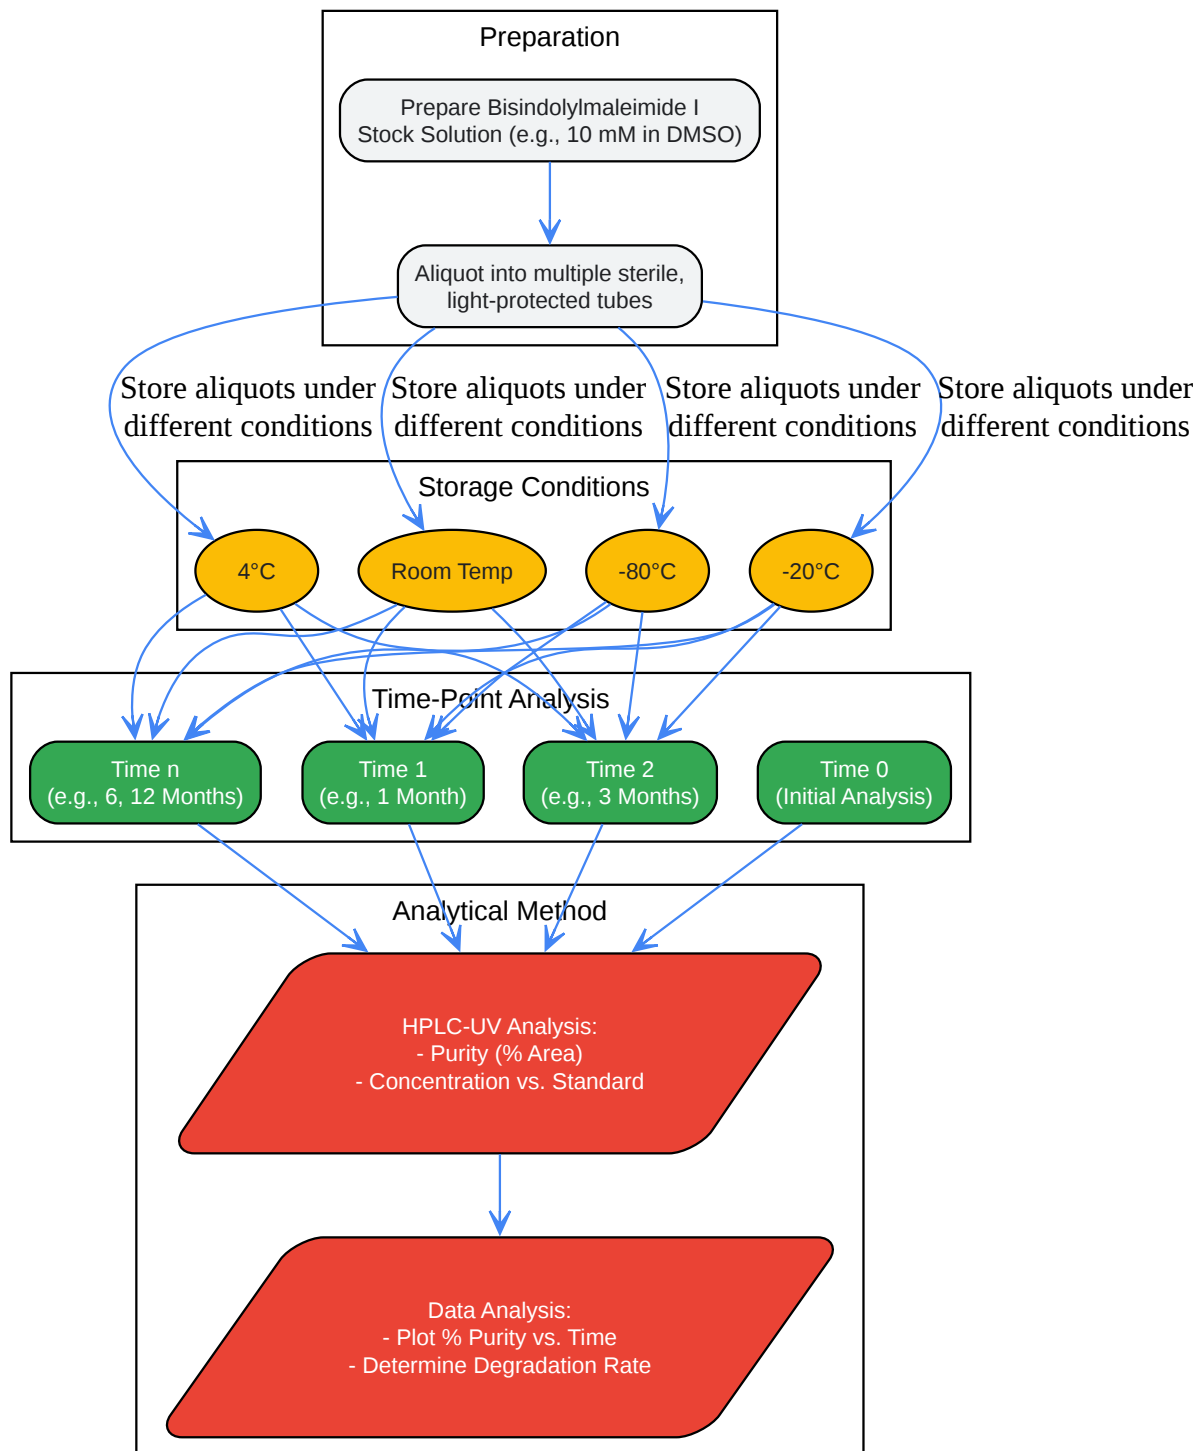 Preparation
Prepare Bisindolylmaleimide I
Stock Solution (e.g., 10 mM in DMSO)
Aliquot into multiple sterile,
light-protected tubes
Store aliquots under
different conditions
Store aliquots under
different conditions
Store aliquots under
different conditions
Store aliquots under
different conditions
Storage Conditions
4°C
Room Temp
-80°C
-20°C
Time-Point Analysis
Time n
(e.g., 6, 12 Months)
Time 1
(e.g., 1 Month)
Time 2
(e.g., 3 Months)
Time 0
(Initial Analysis)
Analytical Method
HPLC-UV Analysis:
- Purity (% Area)
- Concentration vs. Standard
Data Analysis:
- Plot % Purity vs. Time
- Determine Degradation Rate